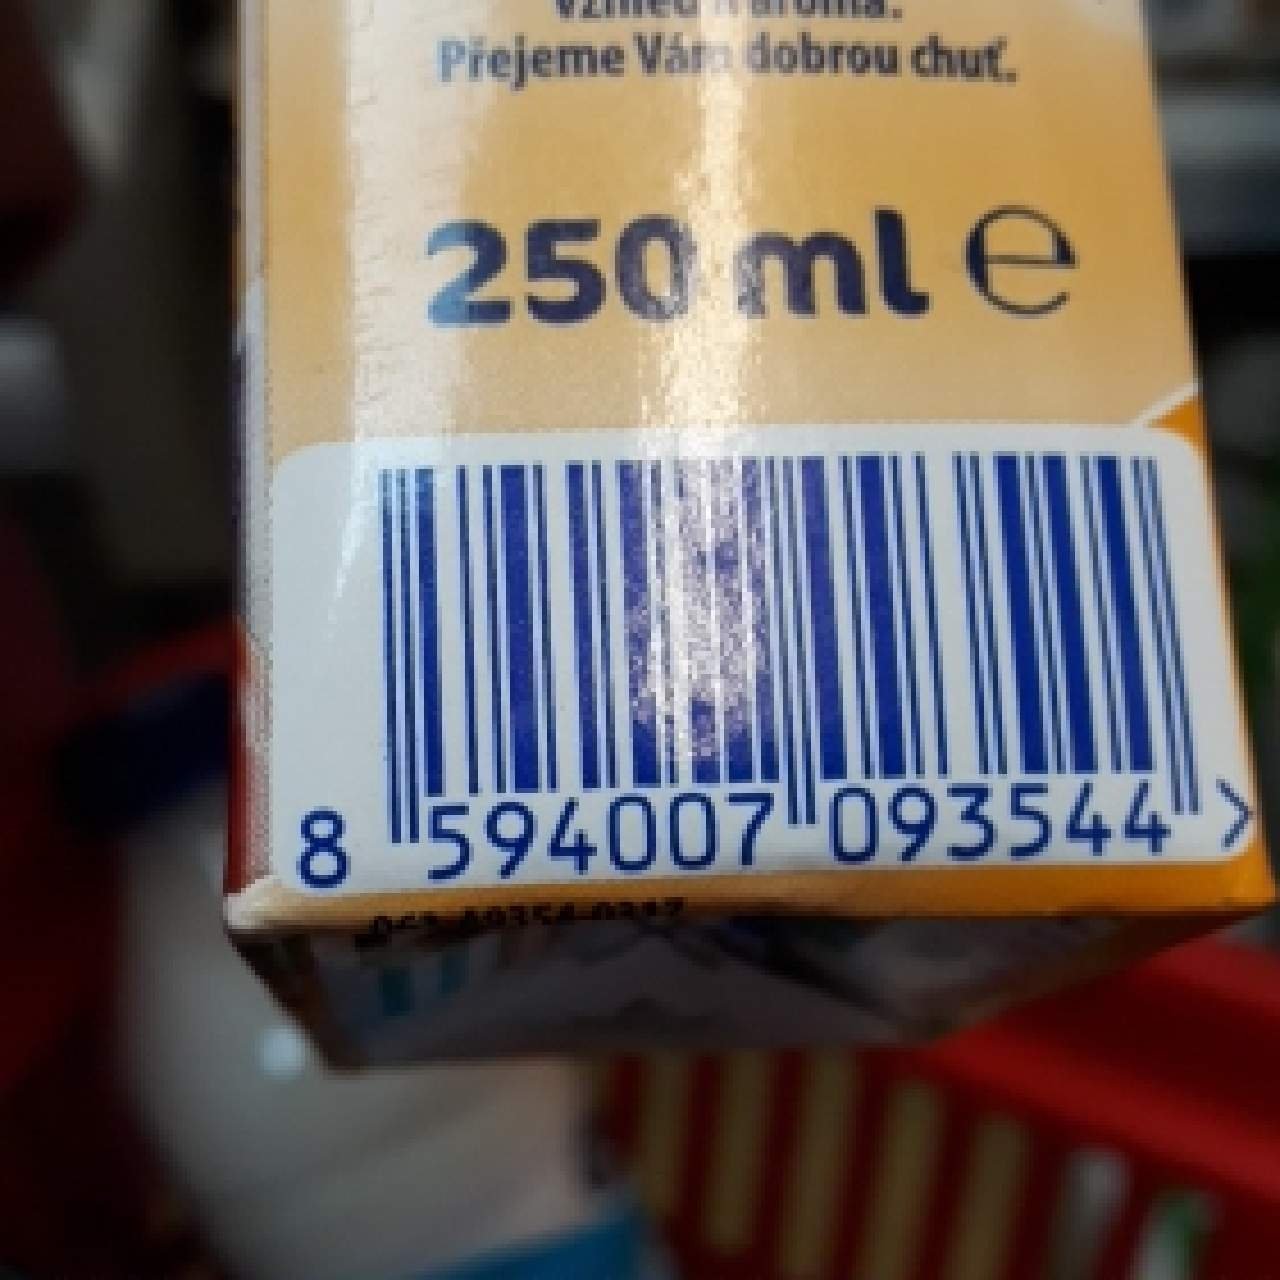 Přejeme Vám dobrou chuť.
250 ml e
8 594007 093544 >